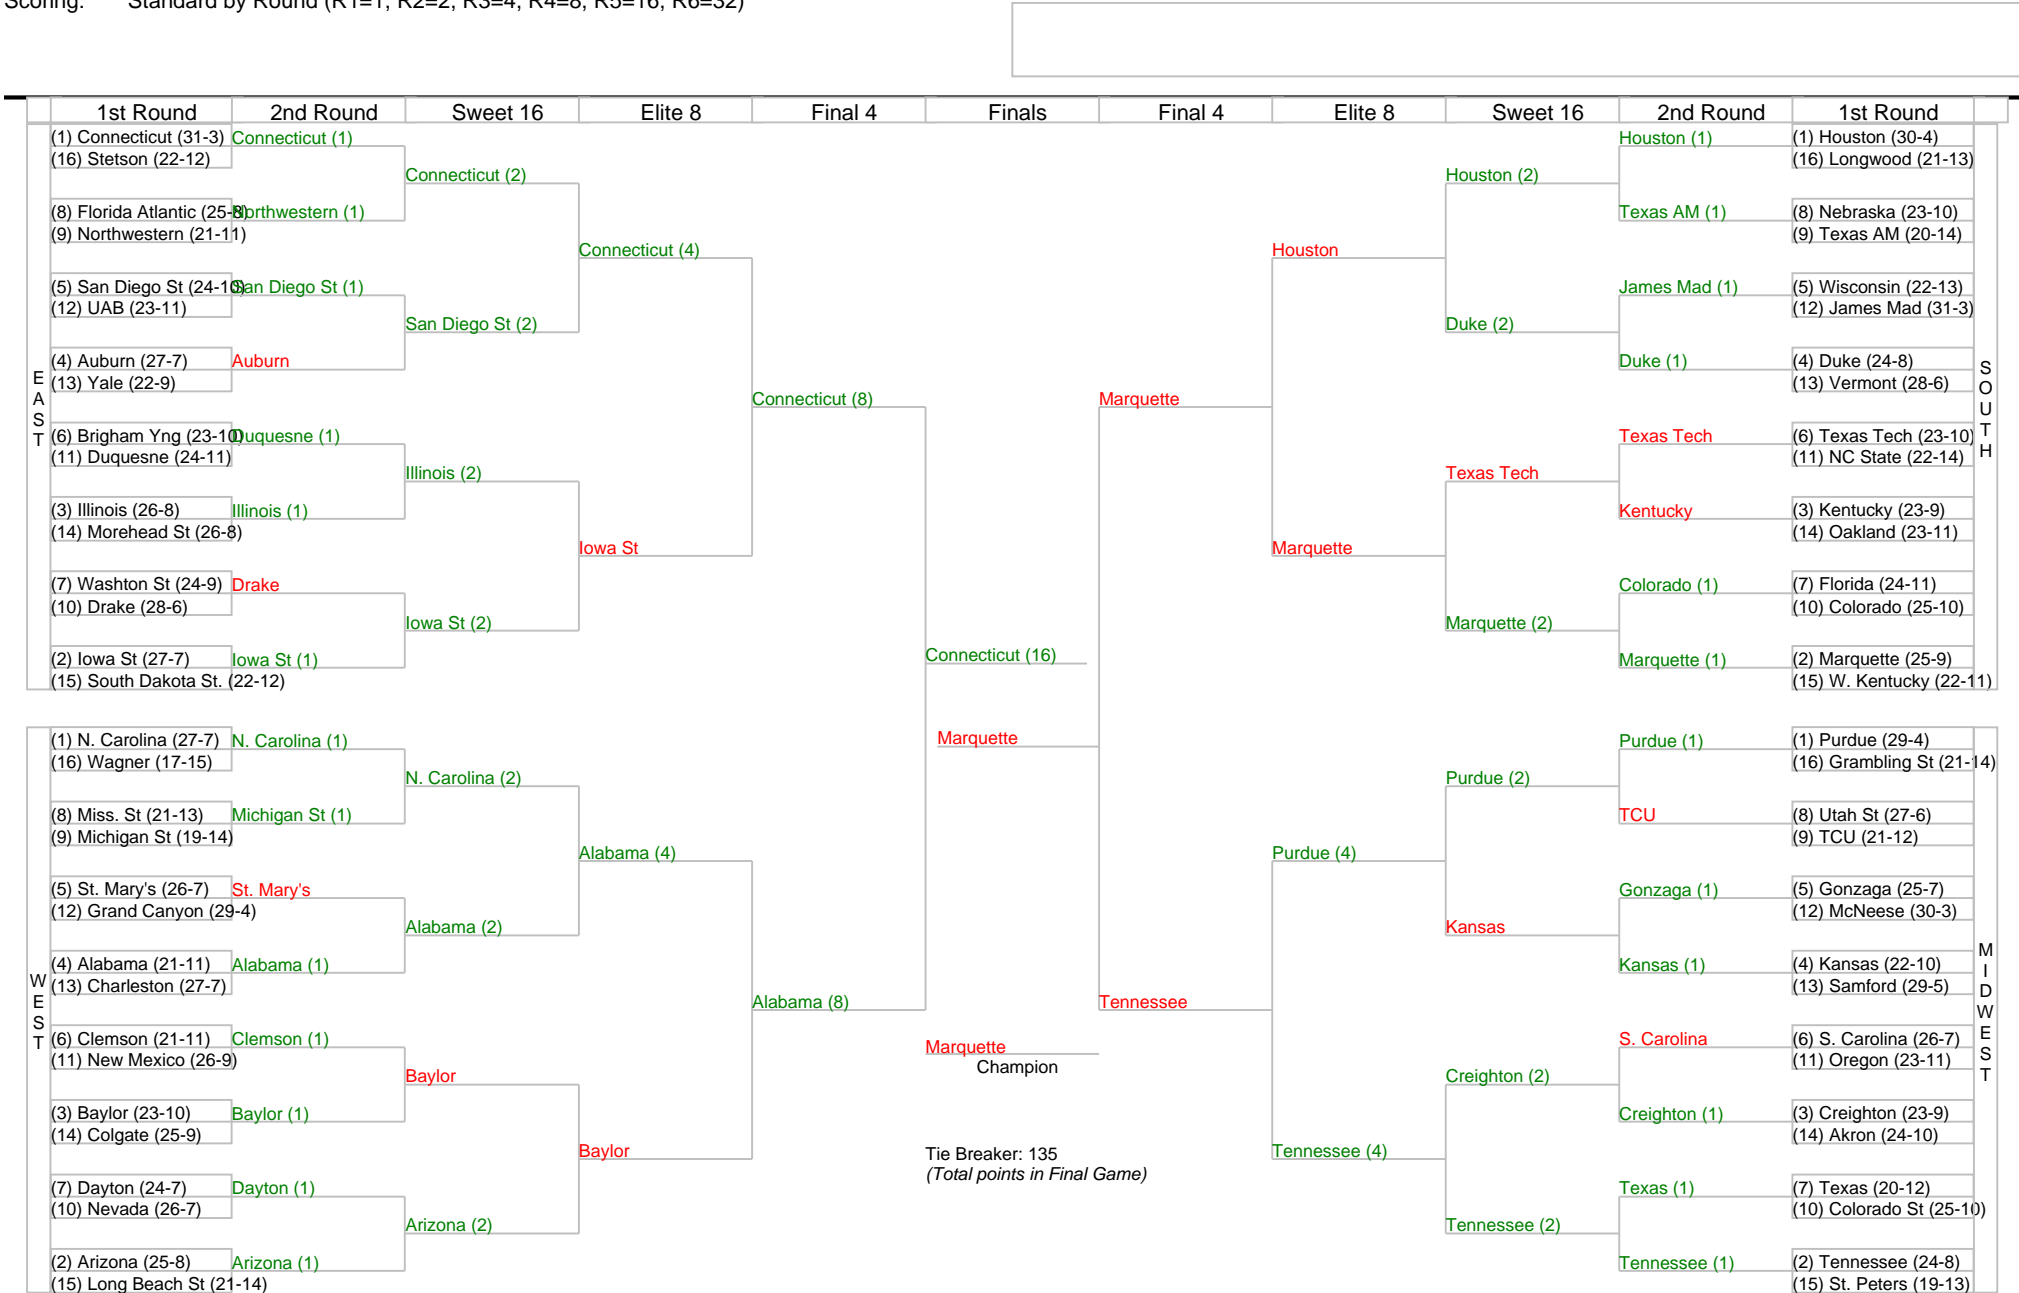 Scoring: Standard by Round (R1=1, R2=2, R3=4, R4=8, R5=16, R6=32)
1st Round 2nd Round Sweet 16 Elite 8 Final 4 Finals Final 4 Elite 8 Sweet 16 2nd Round 1st Round
EAST
(1) Connecticut (31-3)
(16) Stetson (22-12)
(8) Florida Atlantic (25-8)
(9) Northwestern (21-11)
(5) San Diego St (24-10)
(12) UAB (23-11)
(4) Auburn (27-7)
(13) Yale (22-9)
(6) Brigham Yng (23-10)
(11) Duquesne (24-11)
(3) Illinois (26-8)
(14) Morehead St (26-8)
(7) Washton St (24-9)
(10) Drake (28-6)
(2) Iowa St (27-7)
(15) South Dakota St. (22-12)
Connecticut (1)
Northwestern (1)
San Diego St (1)
Auburn
Duquesne (1)
Illinois (1)
Drake
Iowa St (1)
Connecticut (2)
San Diego St (2)
Illinois (2)
Iowa St (2)
Connecticut (4)
Iowa St
Connecticut (8)
WEST
(1) N. Carolina (27-7)
(16) Wagner (17-15)
(8) Miss. St (21-13)
(9) Michigan St (19-14)
(5) St. Mary's (26-7)
(12) Grand Canyon (29-4)
(4) Alabama (21-11)
(13) Charleston (27-7)
(6) Clemson (21-11)
(11) New Mexico (26-9)
(3) Baylor (23-10)
(14) Colgate (25-9)
(7) Dayton (24-7)
(10) Nevada (26-7)
(2) Arizona (25-8)
(15) Long Beach St (21-14)
N. Carolina (1)
Michigan St (1)
St. Mary's
Alabama (1)
Clemson (1)
Baylor (1)
Dayton (1)
Arizona (1)
N. Carolina (2)
Alabama (2)
Baylor
Arizona (2)
Alabama (4)
Baylor
Alabama (8)
Connecticut (16)
Marquette
Marquette
Champion
Tie Breaker: 135
(Total points in Final Game)
Marquette
Tennessee
Houston
Marquette
Houston (2)
Duke (2)
Texas Tech
Marquette (2)
Houston (1)
Texas AM (1)
James Mad (1)
Duke (1)
Texas Tech
Kentucky
Colorado (1)
Marquette (1)
(1) Houston (30-4)
(16) Longwood (21-13)
(8) Nebraska (23-10)
(9) Texas AM (20-14)
(5) Wisconsin (22-13)
(12) James Mad (31-3)
(4) Duke (24-8)
(13) Vermont (28-6)
(6) Texas Tech (23-10)
(11) NC State (22-14)
(3) Kentucky (23-9)
(14) Oakland (23-11)
(7) Florida (24-11)
(10) Colorado (25-10)
(2) Marquette (25-9)
(15) W. Kentucky (22-11)
SOUTH
Purdue (4)
Tennessee (4)
Purdue (2)
Kansas
Creighton (2)
Tennessee (2)
Purdue (1)
TCU
Gonzaga (1)
Kansas (1)
S. Carolina
Creighton (1)
Texas (1)
Tennessee (1)
(1) Purdue (29-4)
(16) Grambling St (21-14)
(8) Utah St (27-6)
(9) TCU (21-12)
(5) Gonzaga (25-7)
(12) McNeese (30-3)
(4) Kansas (22-10)
(13) Samford (29-5)
(6) S. Carolina (26-7)
(11) Oregon (23-11)
(3) Creighton (23-9)
(14) Akron (24-10)
(7) Texas (20-12)
(10) Colorado St (25-10)
(2) Tennessee (24-8)
(15) St. Peters (19-13)
MIDWEST